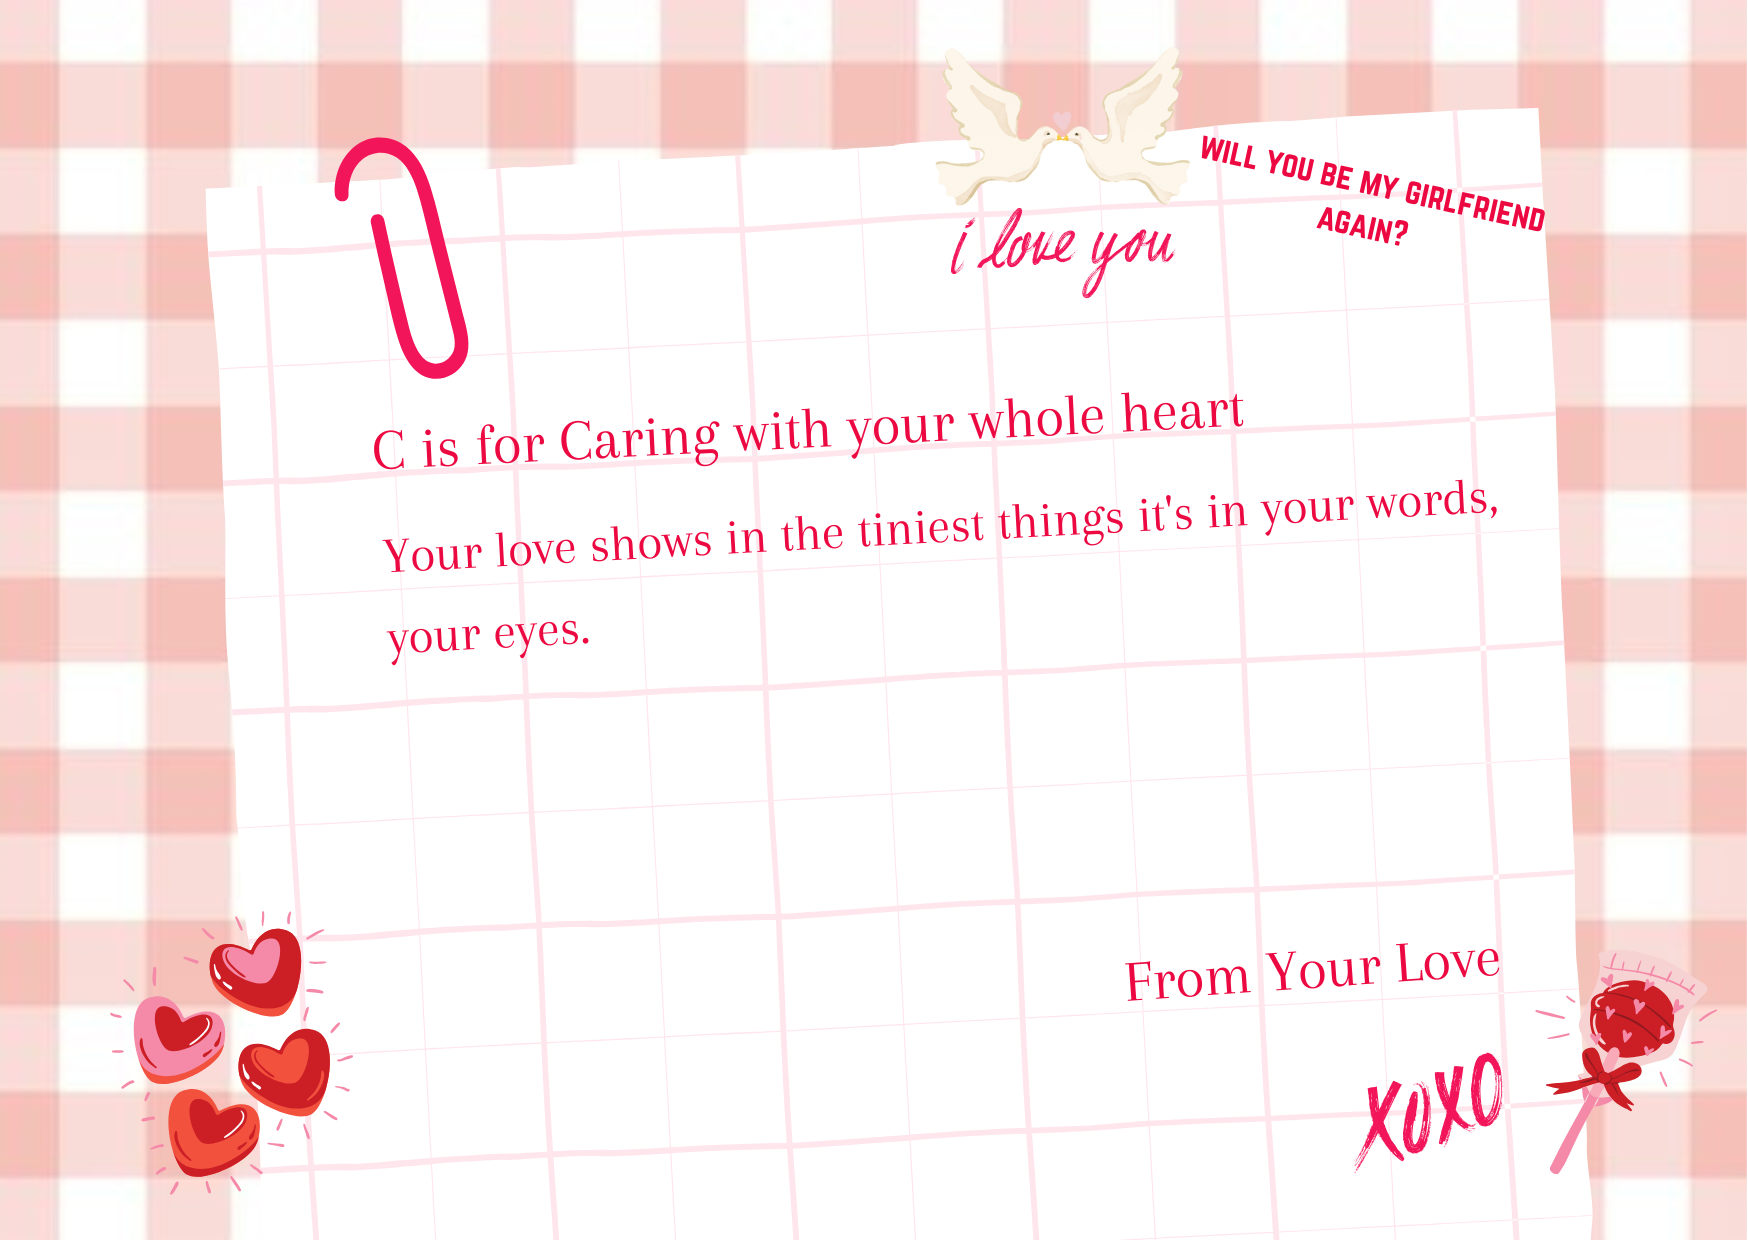 WILL YOU BE MY GIRLFRIEND
AGAIN?
i love you
C is for Caring with your whole heart
Your love shows in the tiniest things it's in your words,
your eyes.
From Your Love
XOXO